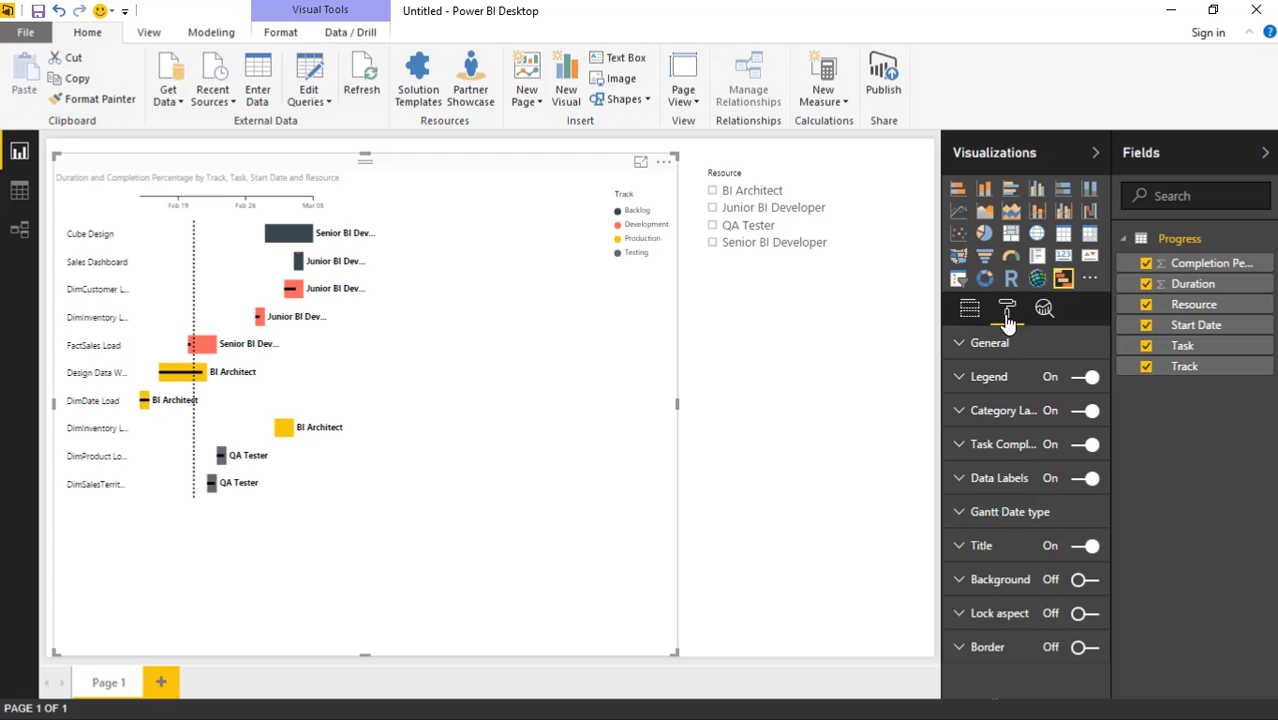 Visual Tools
Untitled - Power BI Desktop
File
Home
View
Modeling
Format
Data / Drill
Sign in
Paste
Cut
Copy
Format Painter
Clipboard
Get Data
Recent Sources
Enter Data
Edit Queries
Refresh
External Data
Solution Templates
Partner Showcase
Resources
New Page
New Visual
Text Box
Image
Shapes
Insert
Page View
View
Manage Relationships
Relationships
New Measure
Calculations
Publish
Share
Duration and Completion Percentage by Track, Task, Start Date and Resource
Feb 19
Feb 26
Mar 05
Cube Design
Senior BI Dev...
Sales Dashboard
Junior BI Dev...
DimCustomer L...
Junior BI Dev...
DimInventory L...
Junior BI Dev...
FactSales Load
Senior BI Dev...
Design Data W...
BI Architect
DimDate Load
BI Architect
DimInventory L...
BI Architect
DimProduct Lo...
QA Tester
DimSalesTerrit...
QA Tester
Track
Backlog
Development
Production
Testing
Resource
BI Architect
Junior BI Developer
QA Tester
Senior BI Developer
Visualizations
R
General
Legend On
Category La... On
Task Compl... On
Data Labels On
Gantt Date type
Title On
Background Off
Lock aspect Off
Border Off
Fields
Search
Progress
Completion Pe...
Duration
Resource
Start Date
Task
Track
Page 1
PAGE 1 OF 1